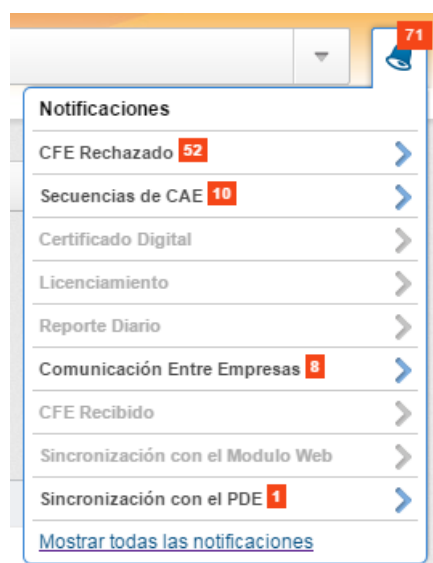 71
Notificaciones
CFE Rechazado 52
Secuencias de CAE 10
Certificado Digital
Licenciamiento
Reporte Diario
Comunicación Entre Empresas 8
CFE Recibido
Sincronización con el Modulo Web
Sincronización con el PDE 1
Mostrar todas las notificaciones